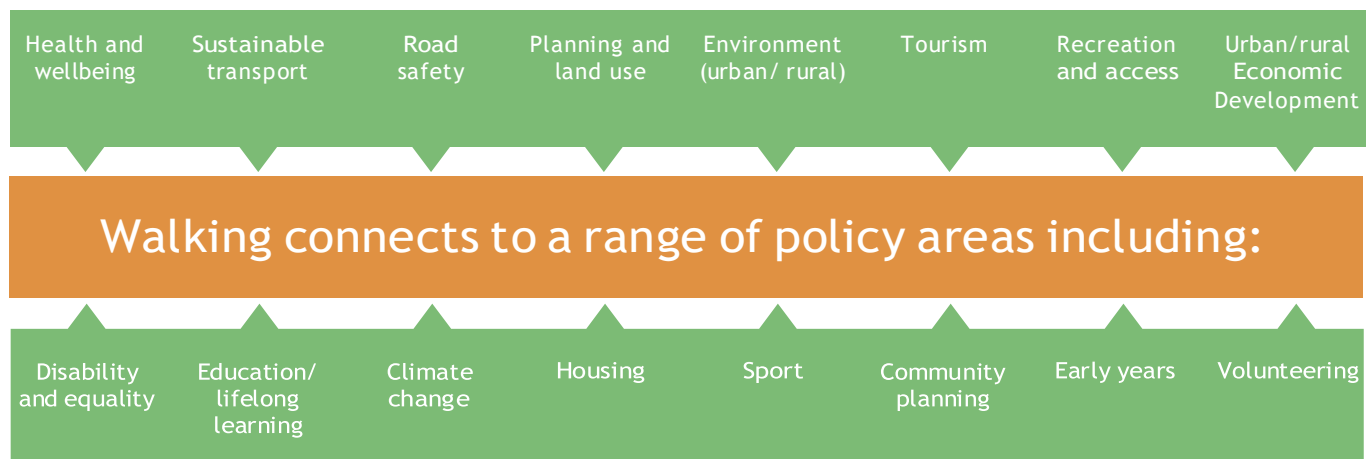 Health and
wellbeing
Sustainable
transport
Road
safety
Planning and
land use
Environment
(urban/ rural)
Tourism
Recreation
and access
Urban/rural
Economic
Development
Walking connects to a range of policy areas including:
Disability
and equality
Education/
lifelong
learning
Climate
change
Housing
Sport
Community
planning
Early years
Volunteering